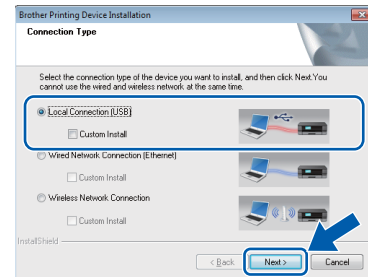 Brother Printing Device Installation
Connection Type
Select the connection type of the device you want to install, and then click Next.You
cannot use the wired and wireless network at the same time.
Local Connection (USB)
Custom Install
Wired Network Connection (Ethernet)
Custom Install
Wireless Network Connection
Custom Install
InstallShield
< Back
Next >
Cancel